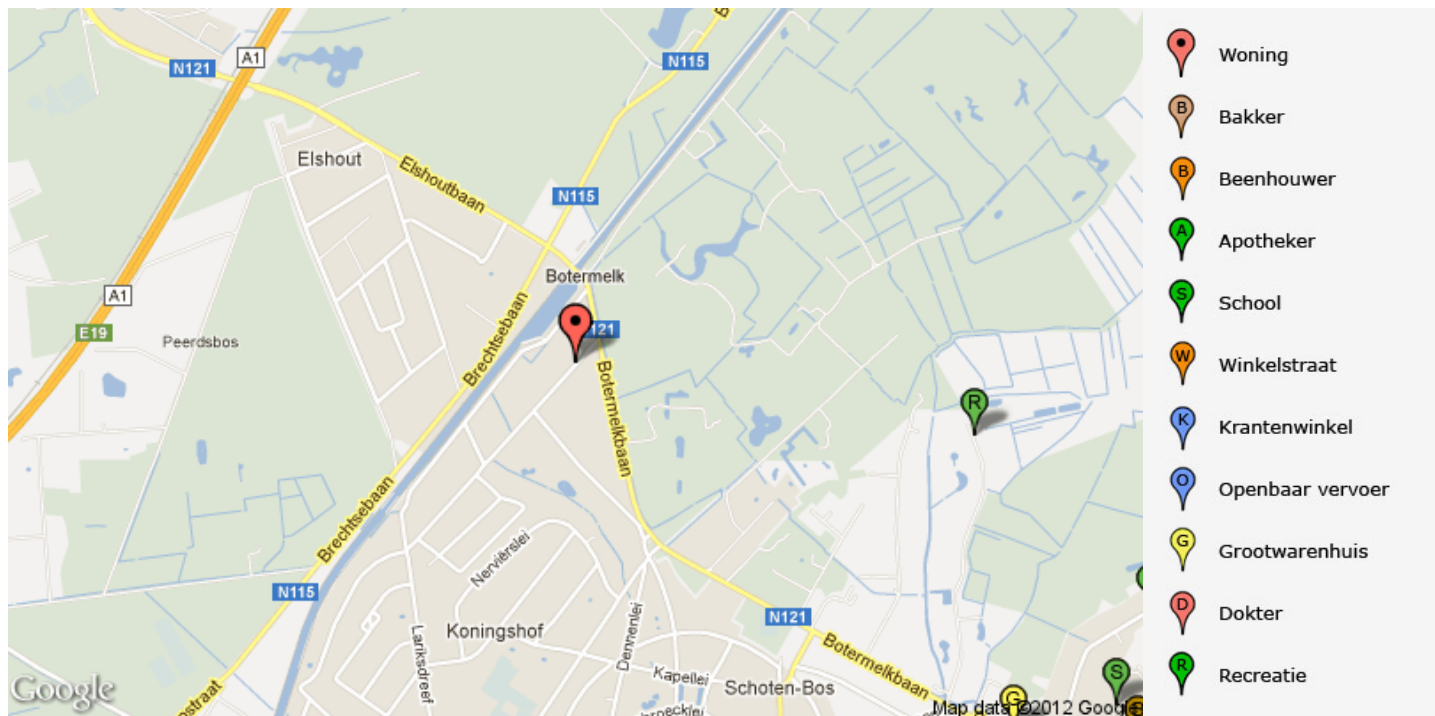 A1
N121
N115
Elshout
Elshoutbaan
N115
Botermelk
A1
E19
Peerdsbos
121
Brechtsebaan
Botermelkbaan
R
Brechtsebaan
Nerviërslei
N115
N121
Koningshof
Lariksdreef
Dennenlei
Kapellei
Botermelkbaan
Schoten-Bos
S
G
Google
Map data ©2012 Google
Woning
B Bakker
B Beenhouwer
A Apotheker
S School
W Winkelstraat
K Krantenwinkel
O Openbaar vervoer
G Grootwarenhuis
D Dokter
R Recreatie